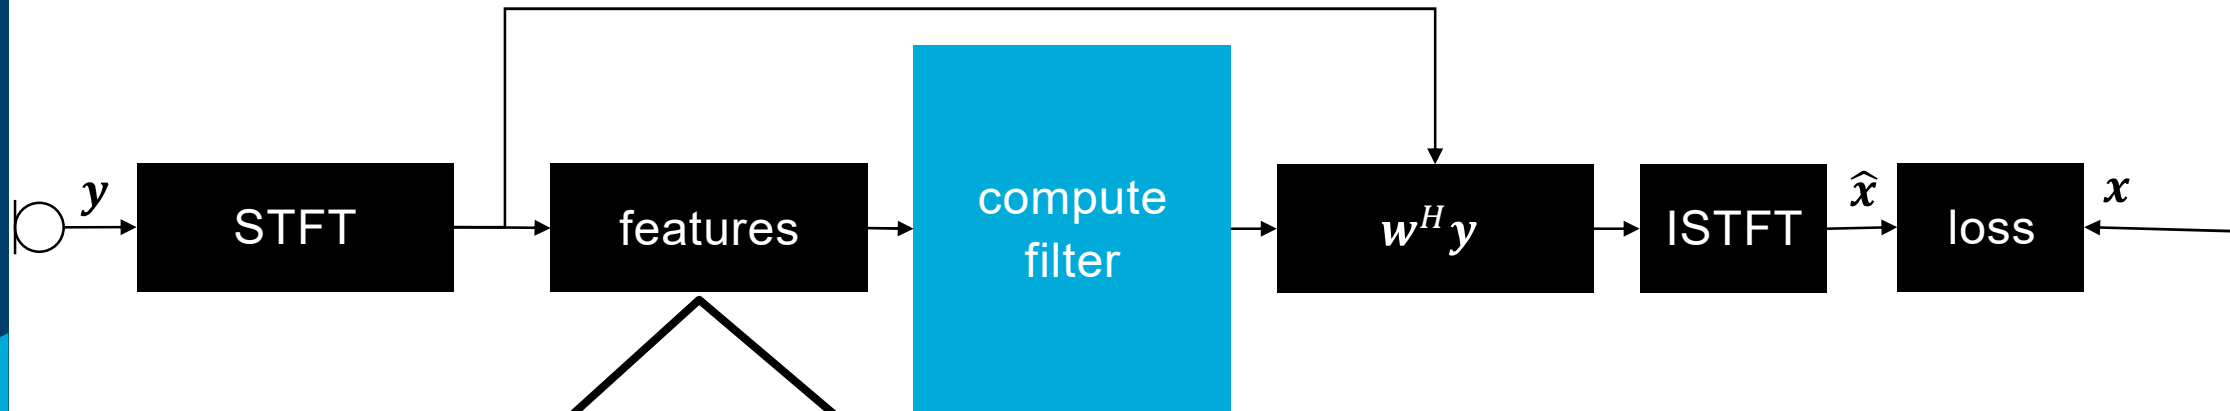 y
STFT
features
compute
filter
w^H y
ISTFT
x̂
loss
x